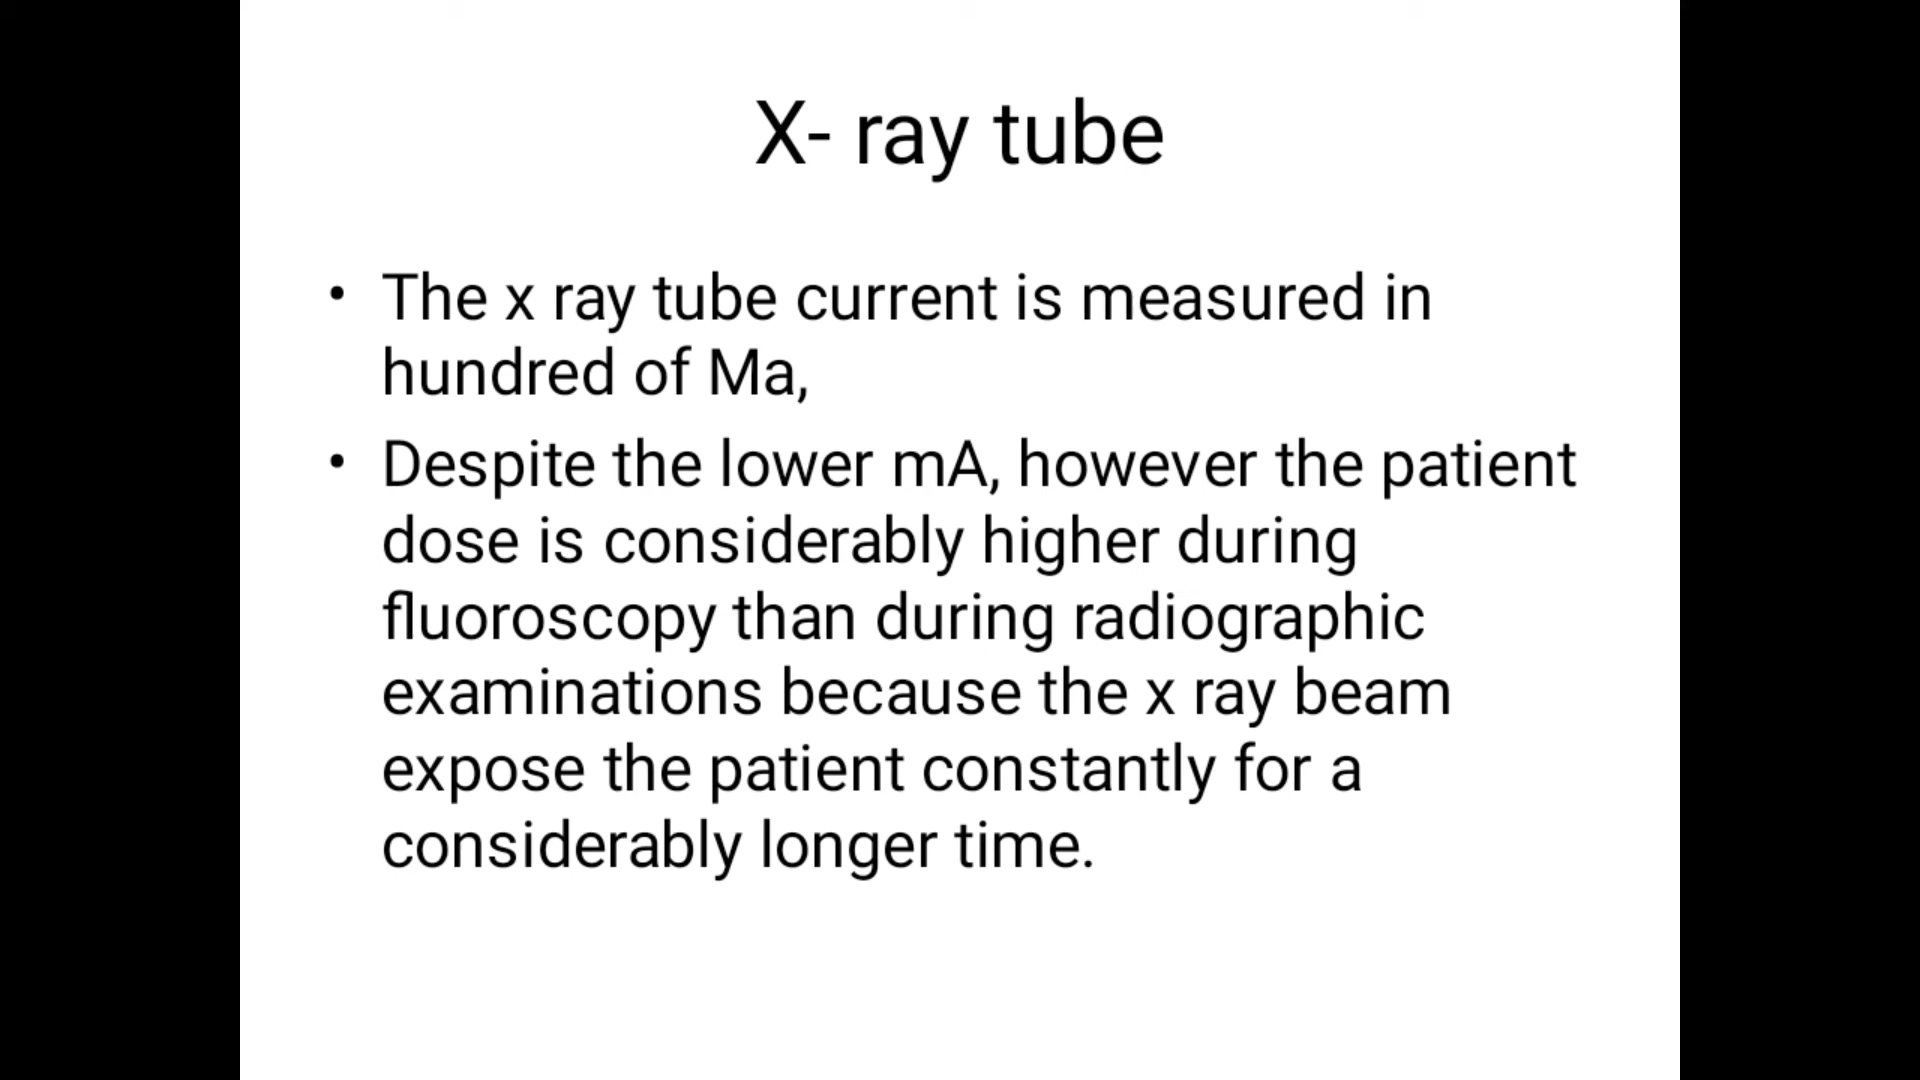 X- ray tube
• The x ray tube current is measured in
hundred of Ma,
• Despite the lower mA, however the patient
dose is considerably higher during
fluoroscopy than during radiographic
examinations because the x ray beam
expose the patient constantly for a
considerably longer time.